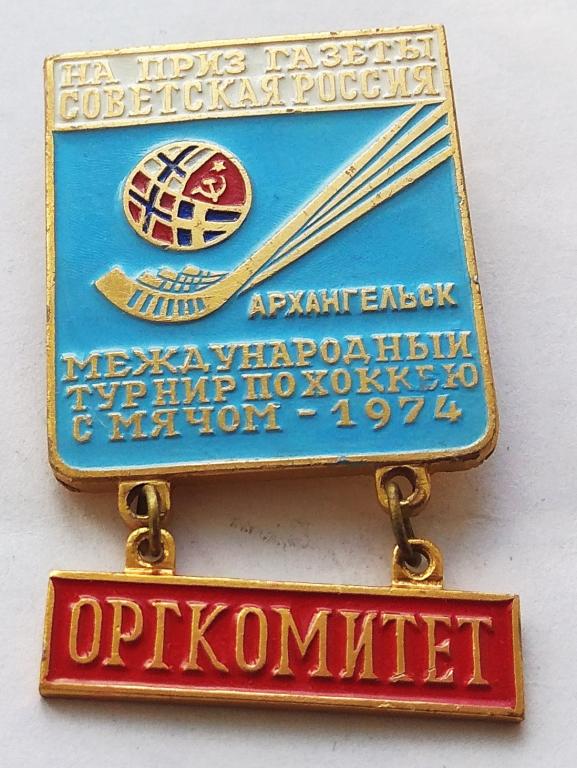 НА ПРИЗ ГАЗЕТЫ
СОВЕТСКАЯ РОССИЯ
АРХАНГЕЛЬСК
МЕЖДУНАРОДНЫЙ
ТУРНИР ПО ХОККЕЮ
С МЯЧОМ - 1974
ОРГКОМИТЕТ